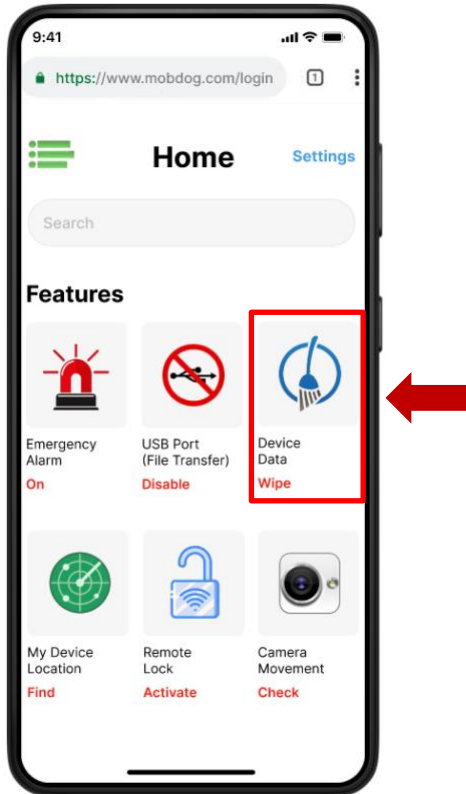 9:41
https://www.mobdog.com/login
1
Home
Settings
Search
Features
Emergency
Alarm
On
USB Port
(File Transfer)
Disable
Device
Data
Wipe
My Device
Location
Find
Remote
Lock
Activate
Camera
Movement
Check